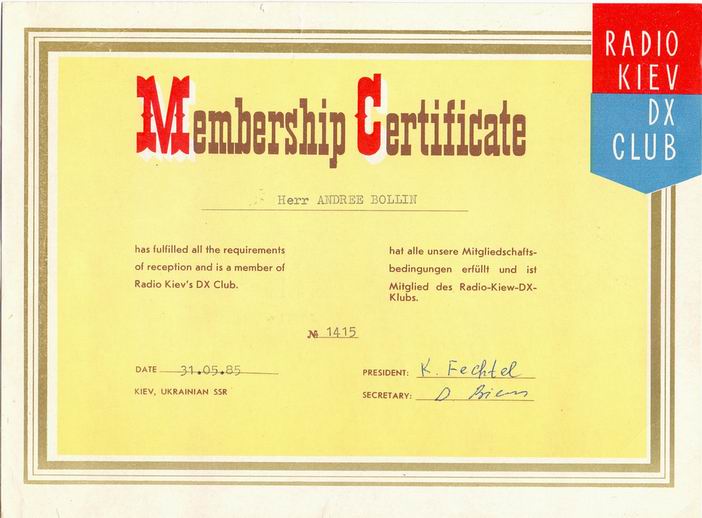 RADIO
KIEV
DX
CLUB
Membership Certificate
Herr ANDREE BOLLIN
has fulfilled all the requirements
of reception and is a member of
Radio Kiev's DX Club.
hat alle unsere Mitgliedschafts-
bedingungen erfüllt und ist
Mitglied des Radio-Kiew-DX-
Klubs.
№ 1415
DATE 31.05.85
KIEV, UKRAINIAN SSR
PRESIDENT: K. Fechtel
SECRETARY: D.